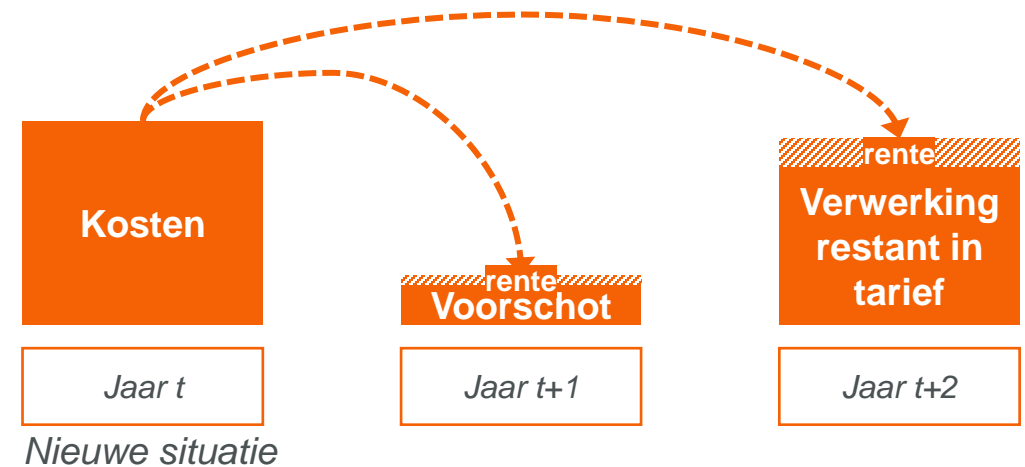 Kosten
rente
Voorschot
rente
Verwerking
restant in
tarief
Jaar t
Jaar t+1
Jaar t+2
Nieuwe situatie